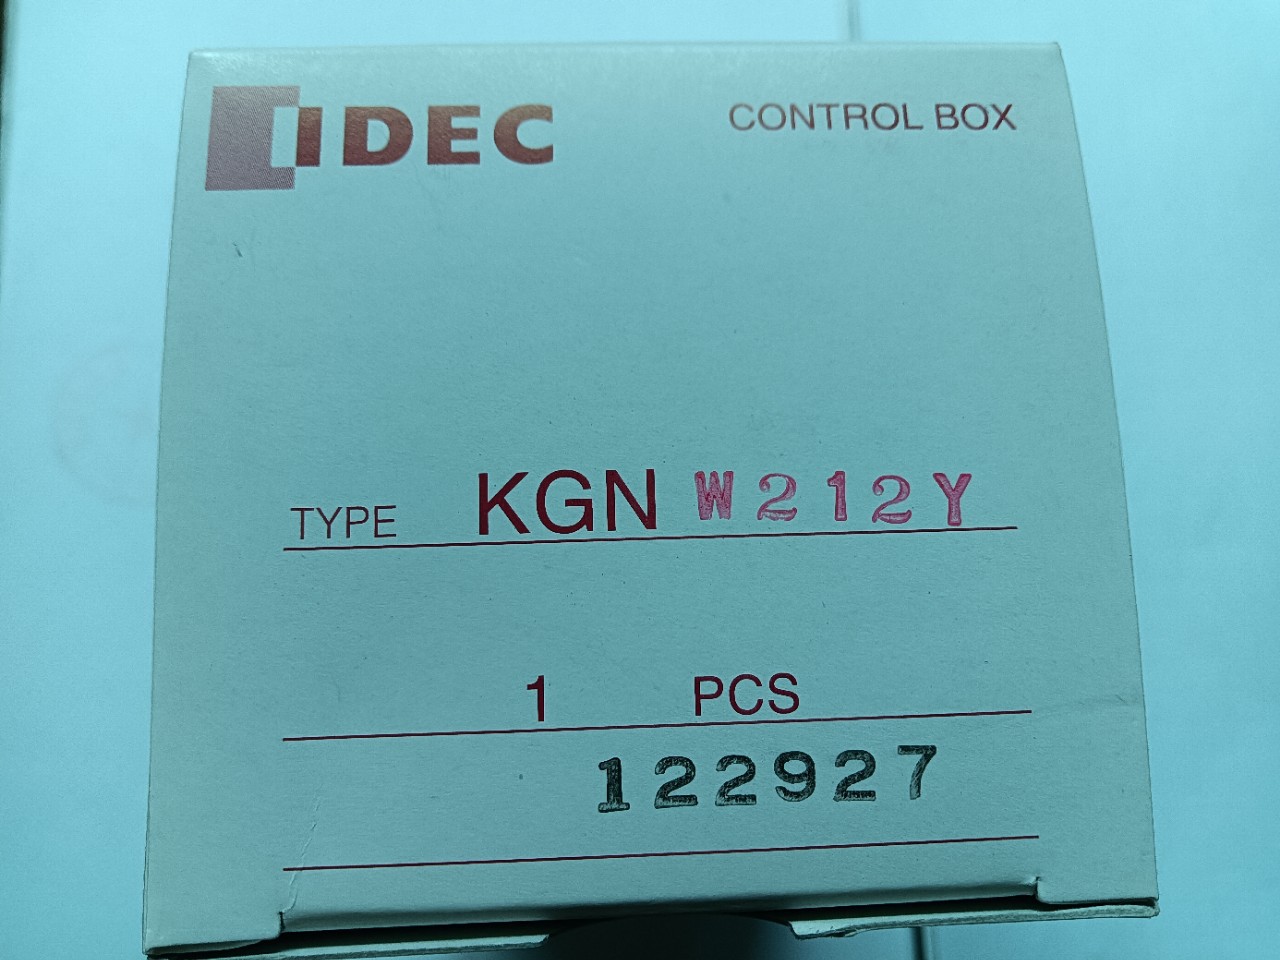 IDEC
CONTROL BOX
TYPE KGN W212Y
1 PCS
122927